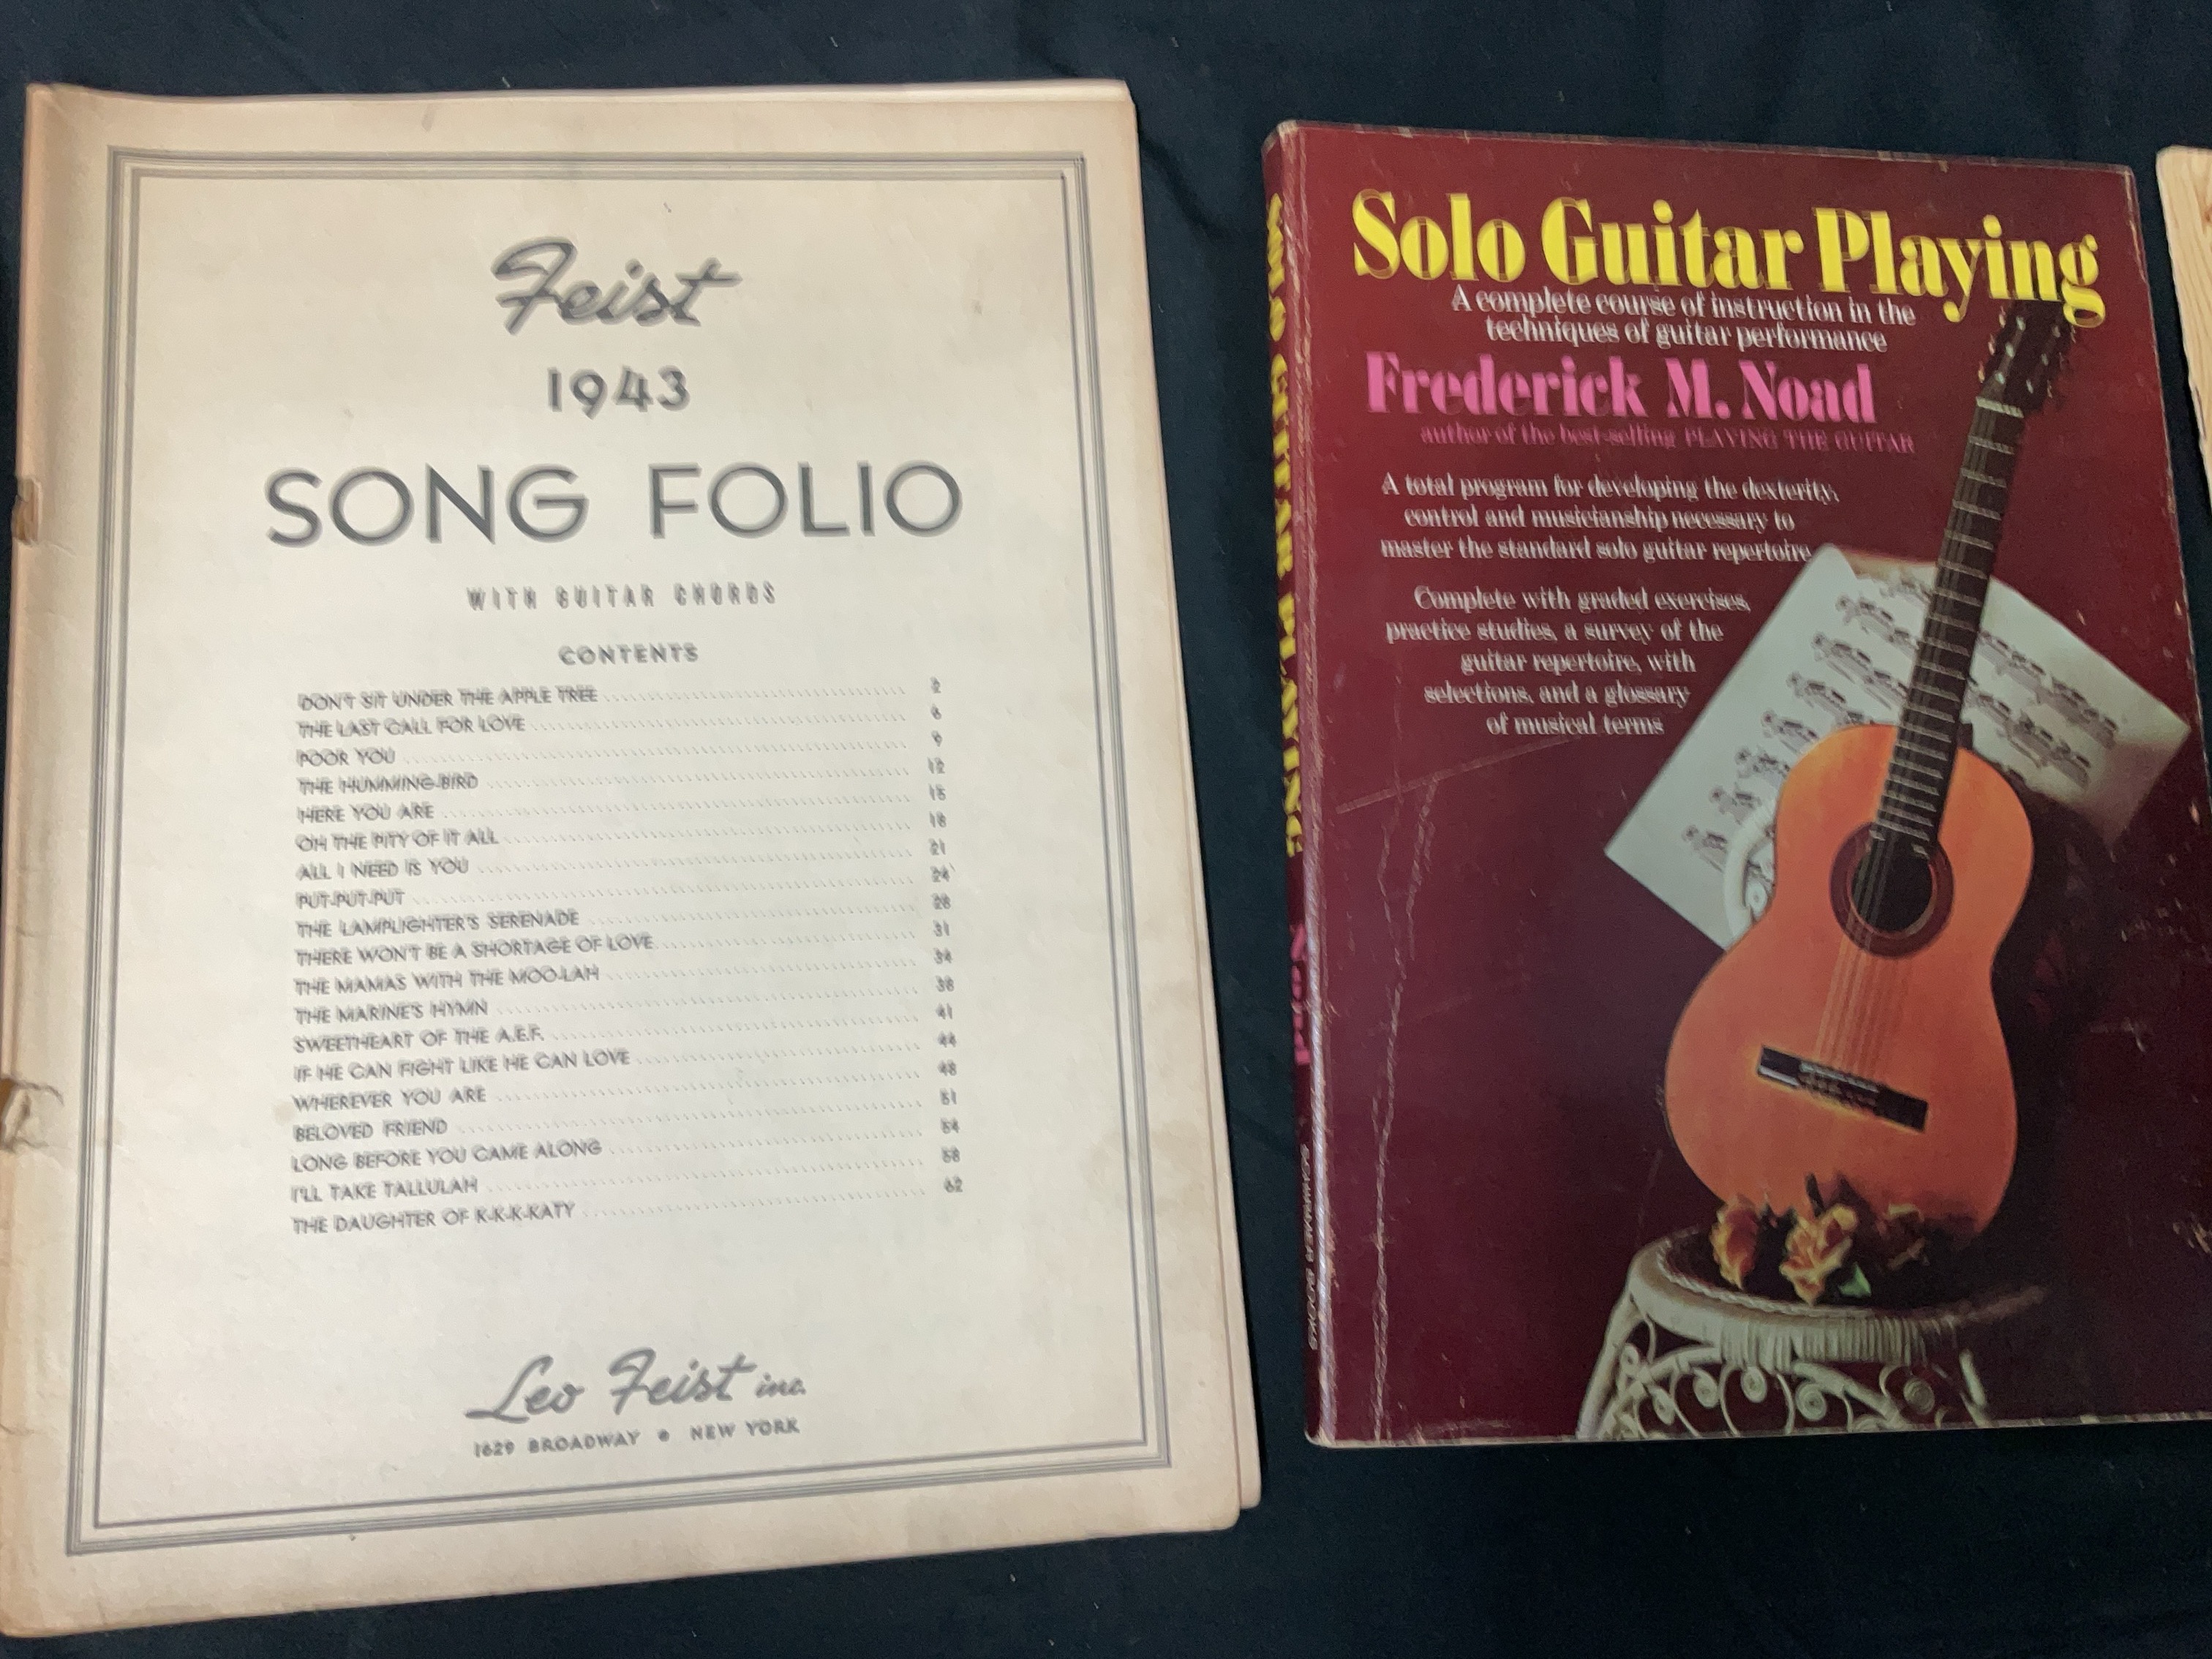 Feist
1943
SONG FOLIO
WITH GUITAR CHORDS
CONTENTS
DON'T SIT UNDER THE APPLE TREE 2
THE LAST CALL FOR LOVE 6
POOR YOU 9
THE HUMMING-BIRD 12
HERE YOU ARE 15
OH THE PITY OF IT ALL 18
ALL I NEED IS YOU 21
PUT-PUT-PUT 24
THE LAMPLIGHTER'S SERENADE 28
THERE WON'T BE A SHORTAGE OF LOVE 31
THE MAMAS WITH THE MOO-LAH 34
THE MARINE'S HYMN 38
SWEETHEART OF THE A.E.F. 41
IF HE CAN FIGHT LIKE HE CAN LOVE 44
WHEREVER YOU ARE 48
BELOVED FRIEND 51
LONG BEFORE YOU CAME ALONG 54
I'LL TAKE TALLULAH 58
THE DAUGHTER OF K-K-K-KATY 62
Leo Feist inc.
1629 BROADWAY • NEW YORK
SOLO GUITAR PLAYING
Noad
SCHIRMER BOOKS
Solo Guitar Playing
A complete course of instruction in the
techniques of guitar performance
Frederick M. Noad
author of the best-selling PLAYING THE GUITAR
A total program for developing the dexterity,
control and musicianship necessary to
master the standard solo guitar repertoire
Complete with graded exercises,
practice studies, a survey of the
guitar repertoire, with
selections, and a glossary
of musical terms